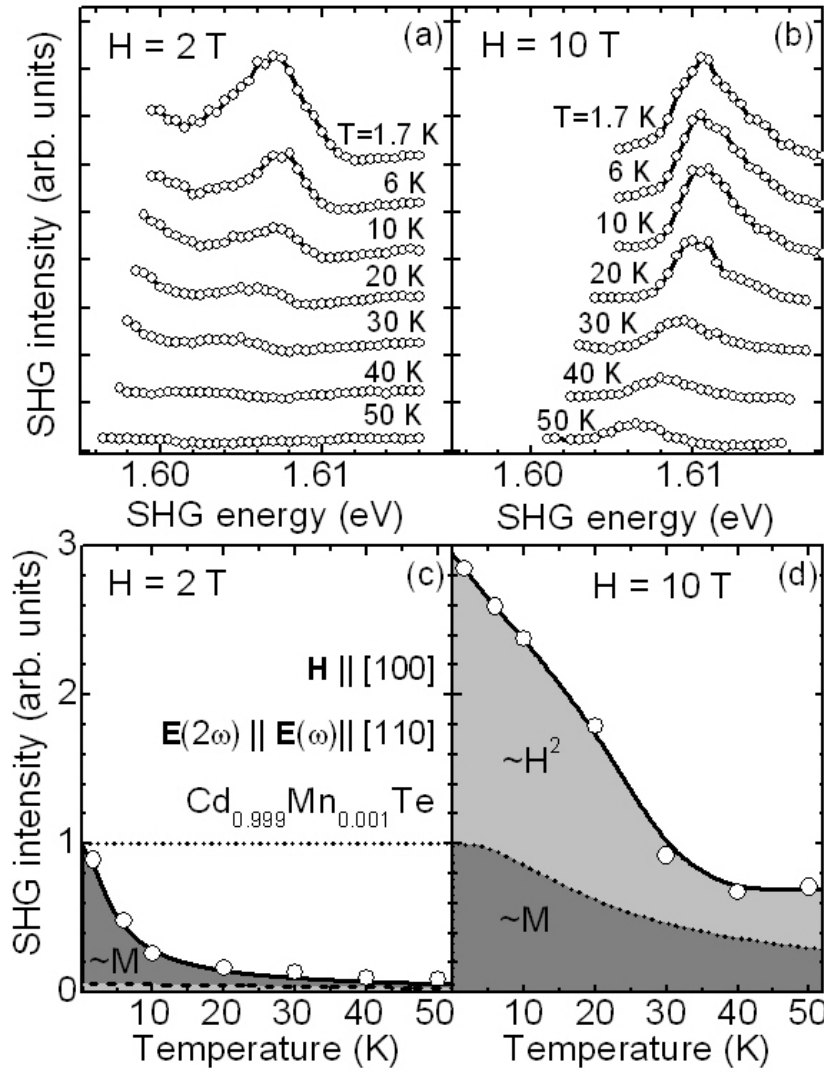 SHG intensity (arb. units)
H = 2 T
(a)
T=1.7 K
6 K
10 K
20 K
30 K
40 K
50 K
1.60
1.61
SHG energy (eV)
H = 10 T
(b)
T=1.7 K
6 K
10 K
20 K
30 K
40 K
50 K
1.60
1.61
SHG energy (eV)
SHG intensity (arb. units)
3
2
1
0
H = 2 T
(c)
H || [100]
E(2ω) || E(ω)|| [110]
Cd0.999Mn0.001Te
~M
0
10
20
30
40
50
Temperature (K)
H = 10 T
(d)
~H²
~M
0
10
20
30
40
50
Temperature (K)